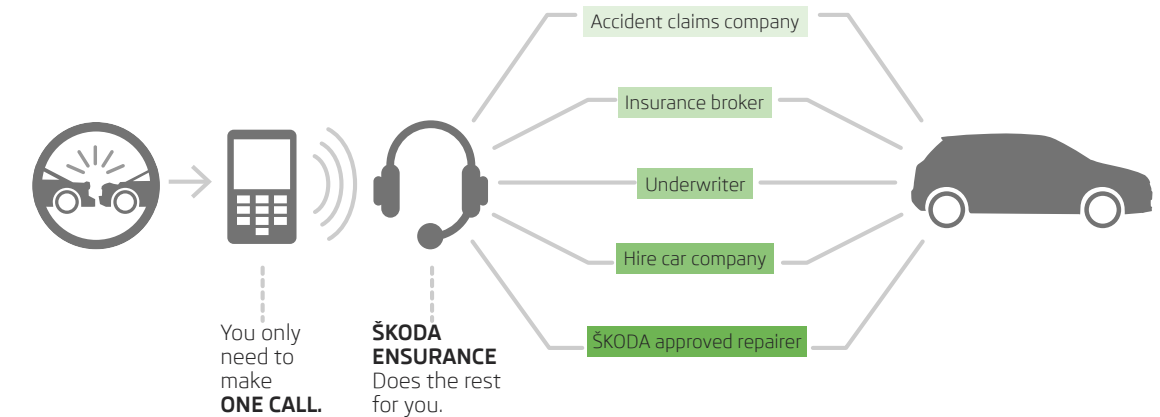 Accident claims company
Insurance broker
Underwriter
Hire car company
ŠKODA approved repairer
You only
need to
make
ONE CALL.
ŠKODA
ENSURANCE
Does the rest
for you.